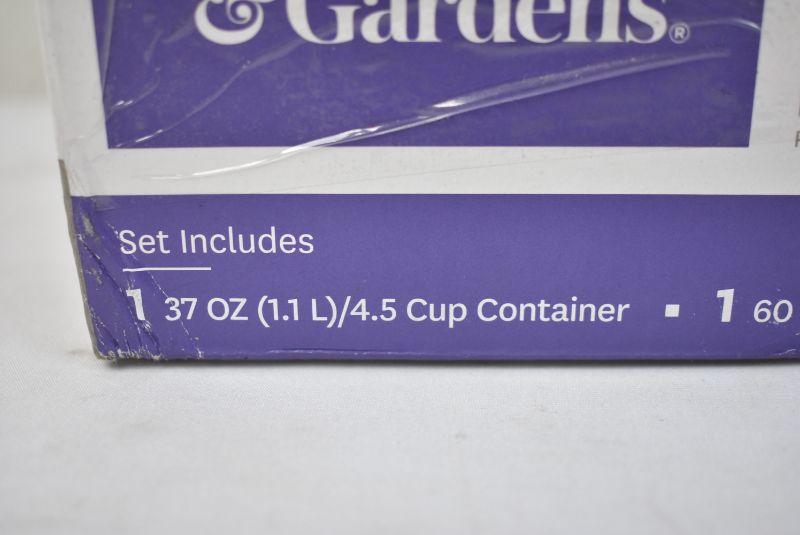 & Gardens®
Set Includes
1 37 OZ (1.1 L)/4.5 Cup Container ▪ 1 60